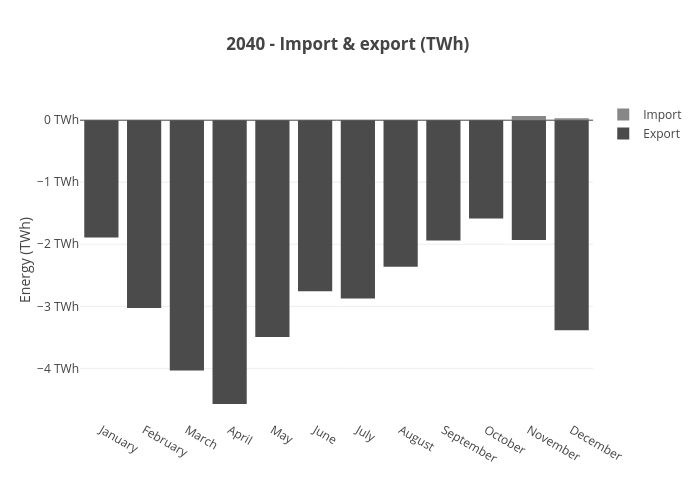 2040 - Import & export (TWh)
Import
Export
Energy (TWh)
0 TWh
−1 TWh
−2 TWh
−3 TWh
−4 TWh
January
February
March
April
May
June
July
August
September
October
November
December